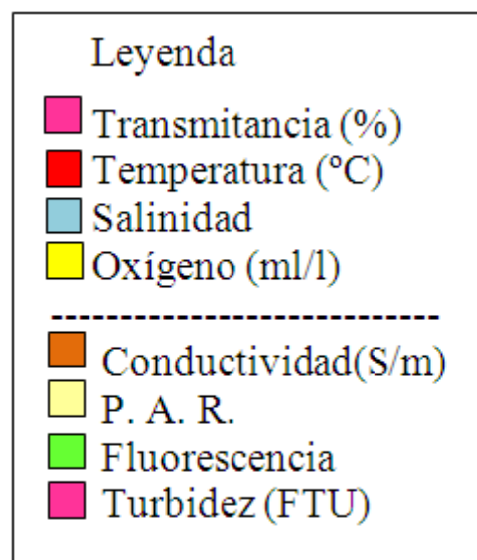 Leyenda
Transmitancia (%)
Temperatura (ºC)
Salinidad
Oxígeno (ml/l)
----------------------------
Conductividad(S/m)
P. A. R.
Fluorescencia
Turbidez (FTU)